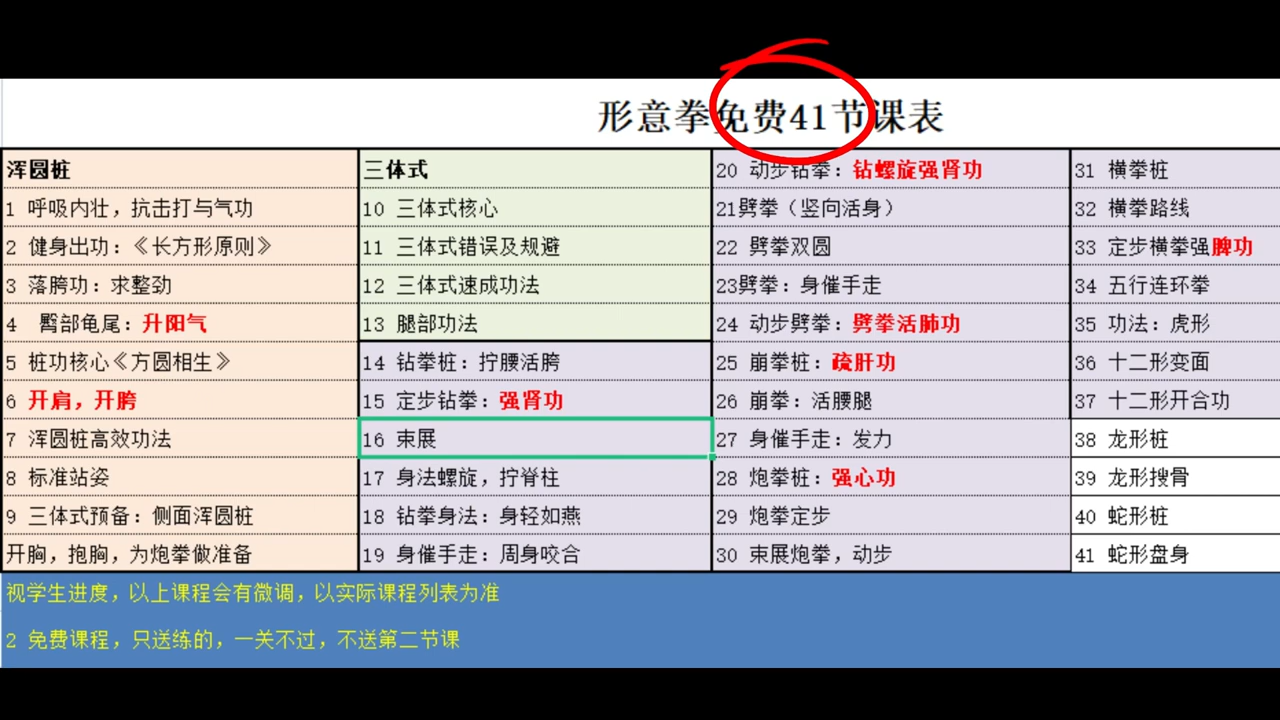 形意拳免费41节课表
浑圆桩
1 呼吸内壮，抗击打与气功
2 健身出功：《长方形原则》
3 落胯功：求整劲
4 臀部龟尾：升阳气
5 桩功核心《方圆相生》
6 开肩，开胯
7 浑圆桩高效功法
8 标准站姿
9 三体式预备：侧面浑圆桩
开胸，抱胸，为炮拳做准备
三体式
10 三体式核心
11 三体式错误及规避
12 三体式速成功法
13 腿部功法
14 钻拳桩：拧腰活胯
15 定步钻拳：强肾功
16 束展
17 身法螺旋，拧脊柱
18 钻拳身法：身轻如燕
19 身催手走：周身咬合
20 动步钻拳：钻螺旋强肾功
21劈拳（竖向活身）
22 劈拳双圆
23劈拳：身催手走
24 动步劈拳：劈拳活肺功
25 崩拳桩：疏肝功
26 崩拳：活腰腿
27 身催手走：发力
28 炮拳桩：强心功
29 炮拳定步
30 束展炮拳，动步
31 横拳桩
32 横拳路线
33 定步横拳强脾功
34 五行连环拳
35 功法：虎形
36 十二形变面
37 十二形开合功
38 龙形桩
39 龙形搜骨
40 蛇形桩
41 蛇形盘身
视学生进度，以上课程会有微调，以实际课程列表为准
2 免费课程，只送练的，一关不过，不送第二节课